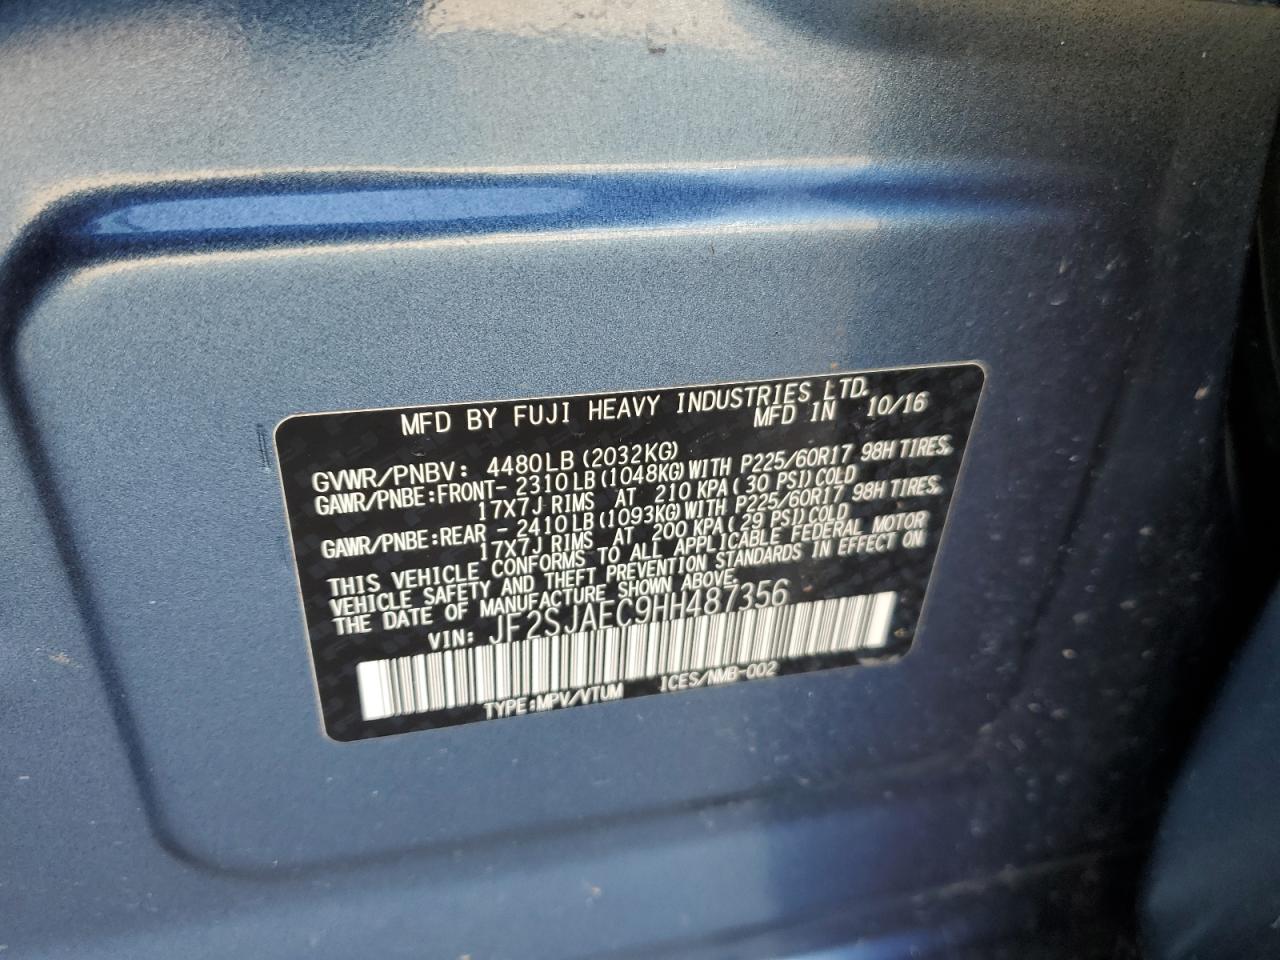 MFD BY FUJI HEAVY INDUSTRIES LTD.
MFD IN 10/16
GVWR/PNBV: 4480LB (2032KG)
GAWR/PNBE:FRONT- 2310LB (1048KG) WITH P225/60R17 98H TIRES,
17X7J RIMS AT 210 KPA (30 PSI) COLD
GAWR/PNBE:REAR - 2410LB (1093KG) WITH P225/60R17 98H TIRES,
17X7J RIMS AT 200 KPA (29 PSI) COLD
THIS VEHICLE CONFORMS TO ALL APPLICABLE FEDERAL MOTOR
VEHICLE SAFETY AND THEFT PREVENTION STANDARDS IN EFFECT ON
THE DATE OF MANUFACTURE SHOWN ABOVE.
VIN: JF2SJAEC9HH487356
TYPE:MPV/VTUM ICES/NMB-002